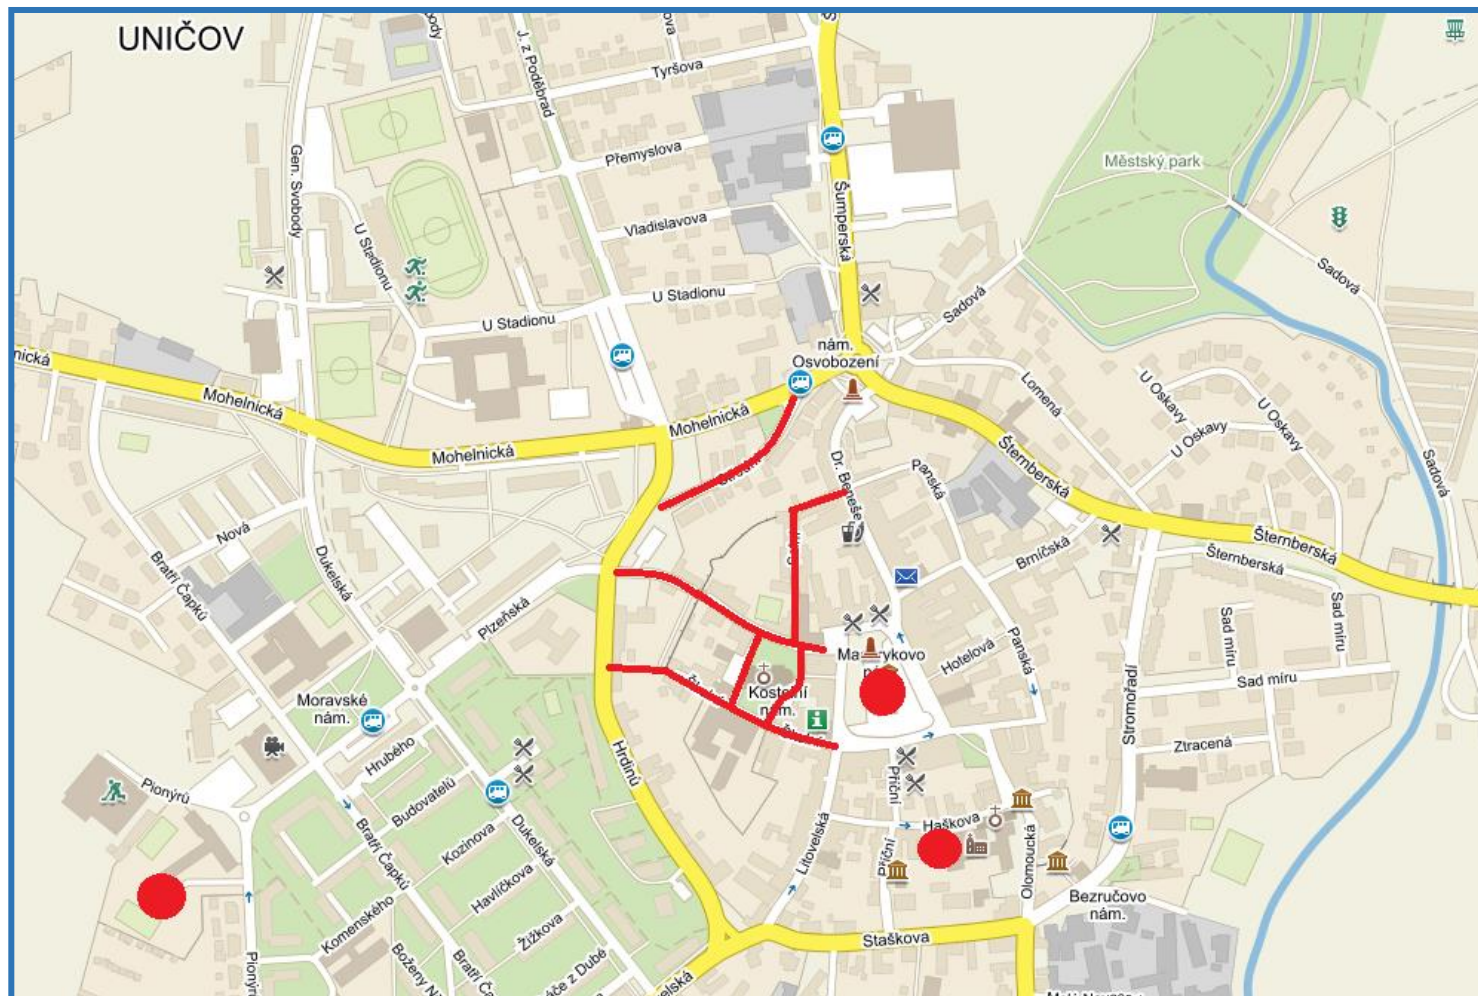 UNIČOV
Tyršova
J. z Poděbrad
Přemyslova
Městský park
Gen. Svobody
Šumperská
U Stadionu
Vladislavova
Sadová
U Stadionu
Sadová
U Stadionu
nám.
Osvobození
Mohelnická
Mohelnická
Mohelnická
Lomená
U Oskavy
U Oskavy
U Oskavy
Sadová
Dr. Beneše
Panská
Šternberská
Šternberská
Šternberská
Nová
Dukelská
Bratří Čapků
Brníčská
Plzeňská
Panská
Hotelová
Sad míru
Sad míru
Sad míru
Kostelní
nám.
Moravské
nám.
Stromořadí
Ztracená
Hrdinů
Hrubého
Pionýrů
Budovatelů
Příční
Litovelská
Haškova
Kozinova
Dukelská
Bratří Čapků
Příční
Olomoucká
Havlíčkova
Bezručovo
nám.
Komenského
Žižkova
Staškova
Pionýrů